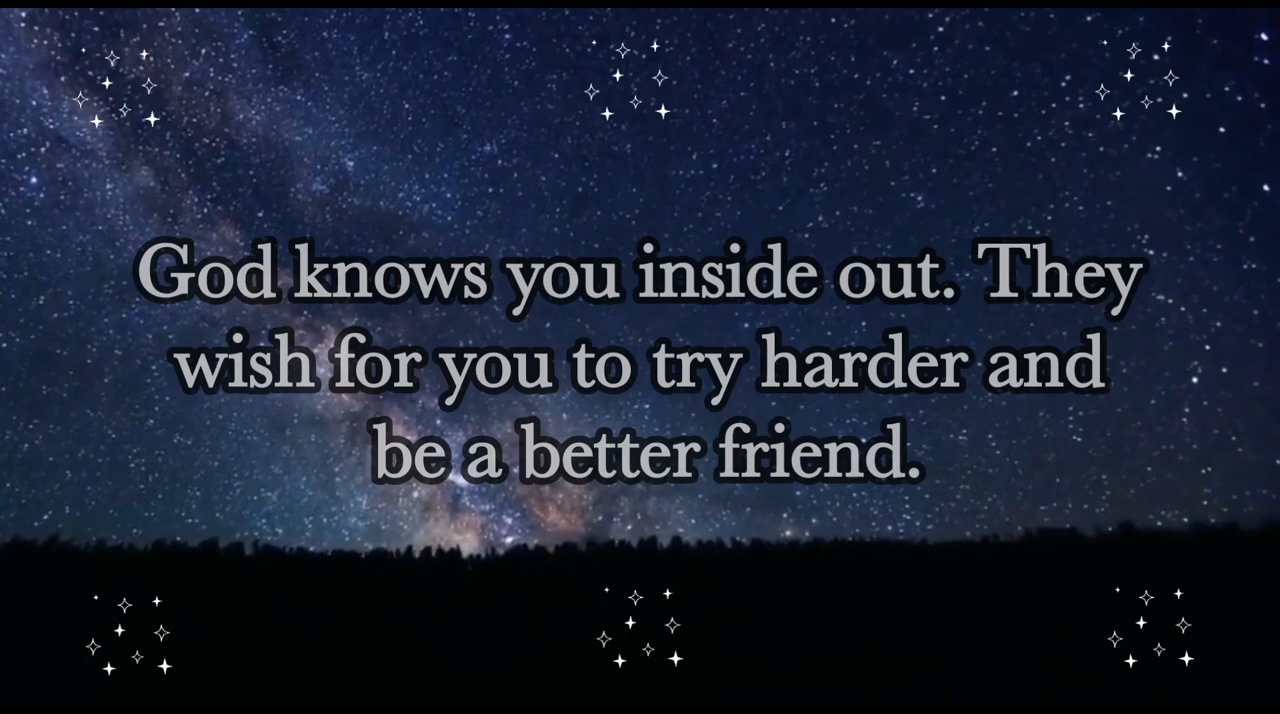 God knows you inside out. They
wish for you to try harder and
be a better friend.